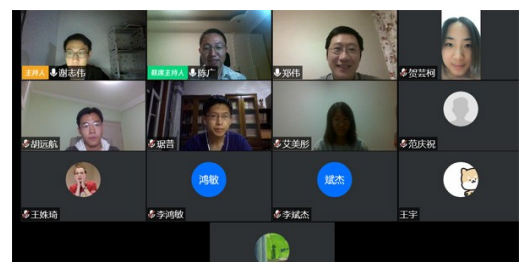 主持人 谢志伟
联席主持人 陈广
郑伟
贺芸柯
胡远航
琚普
艾美彤
范庆祝
鸿敏
斌杰
王姝琦
李鸿敏
李斌杰
王宇